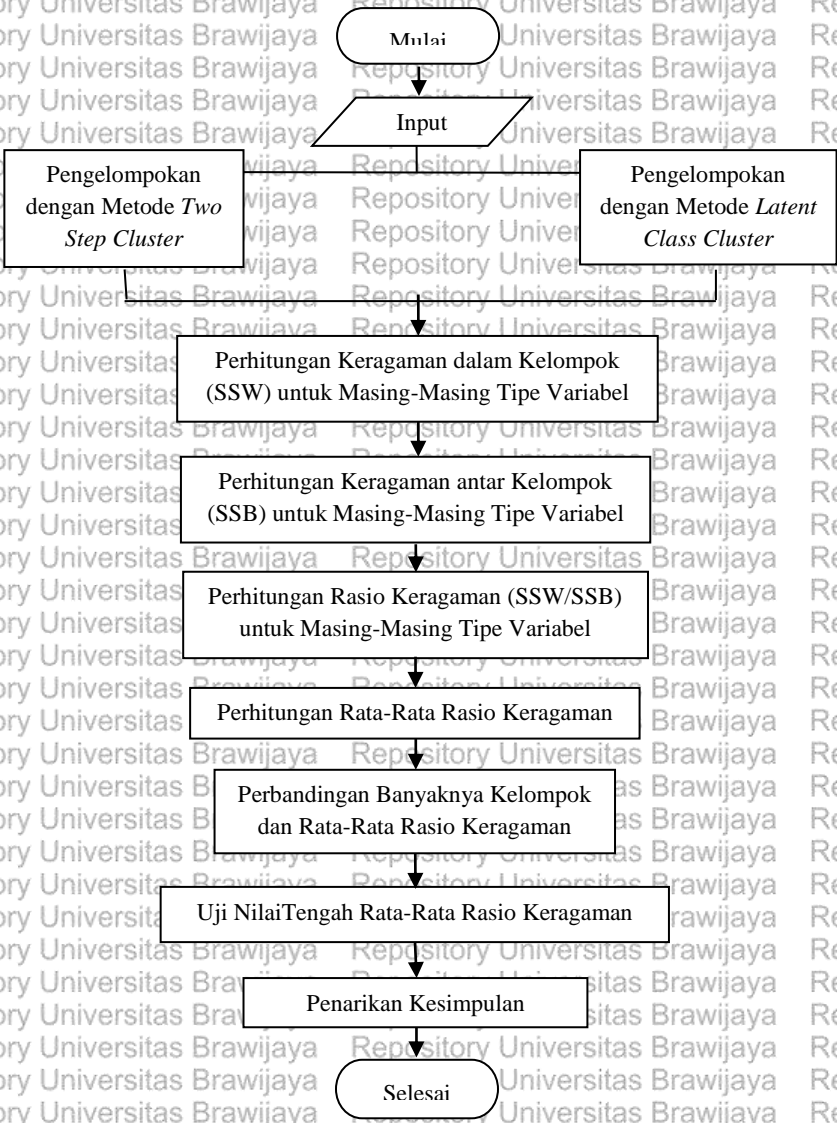 Mulai
Input
Pengelompokan
dengan Metode Two
Step Cluster
Pengelompokan
dengan Metode Latent
Class Cluster
Perhitungan Keragaman dalam Kelompok
(SSW) untuk Masing-Masing Tipe Variabel
Perhitungan Keragaman antar Kelompok
(SSB) untuk Masing-Masing Tipe Variabel
Perhitungan Rasio Keragaman (SSW/SSB)
untuk Masing-Masing Tipe Variabel
Perhitungan Rata-Rata Rasio Keragaman
Perbandingan Banyaknya Kelompok
dan Rata-Rata Rasio Keragaman
Uji NilaiTengah Rata-Rata Rasio Keragaman
Penarikan Kesimpulan
Selesai
Repository Universitas Brawijaya